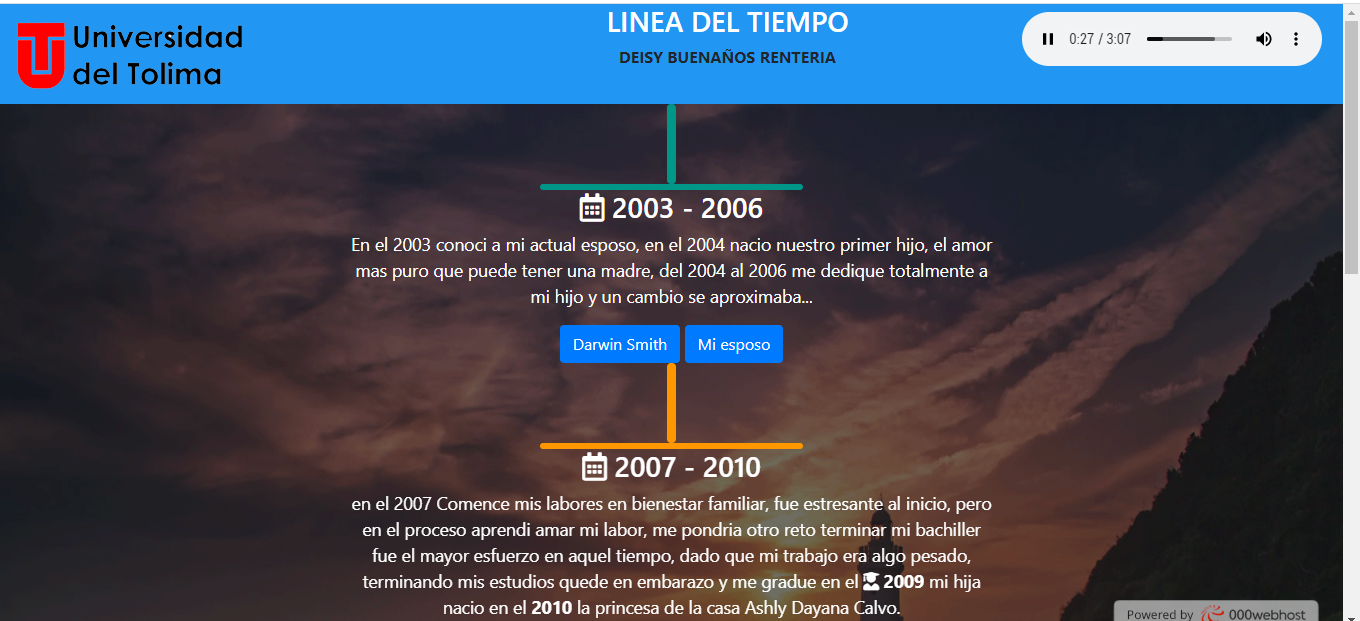 Universidad
del Tolima
LINEA DEL TIEMPO
DEISY BUENAÑOS RENTERIA
0:27 / 3:07
2003 - 2006
En el 2003 conoci a mi actual esposo, en el 2004 nacio nuestro primer hijo, el amor
mas puro que puede tener una madre, del 2004 al 2006 me dedique totalmente a
mi hijo y un cambio se aproximaba...
Darwin Smith
Mi esposo
2007 - 2010
en el 2007 Comence mis labores en bienestar familiar, fue estresante al inicio, pero
en el proceso aprendi amar mi labor, me pondria otro reto terminar mi bachiller
fue el mayor esfuerzo en aquel tiempo, dado que mi trabajo era algo pesado,
terminando mis estudios quede en embarazo y me gradue en el 2009 mi hija
nacio en el 2010 la princesa de la casa Ashly Dayana Calvo.
Powered by 000webhost